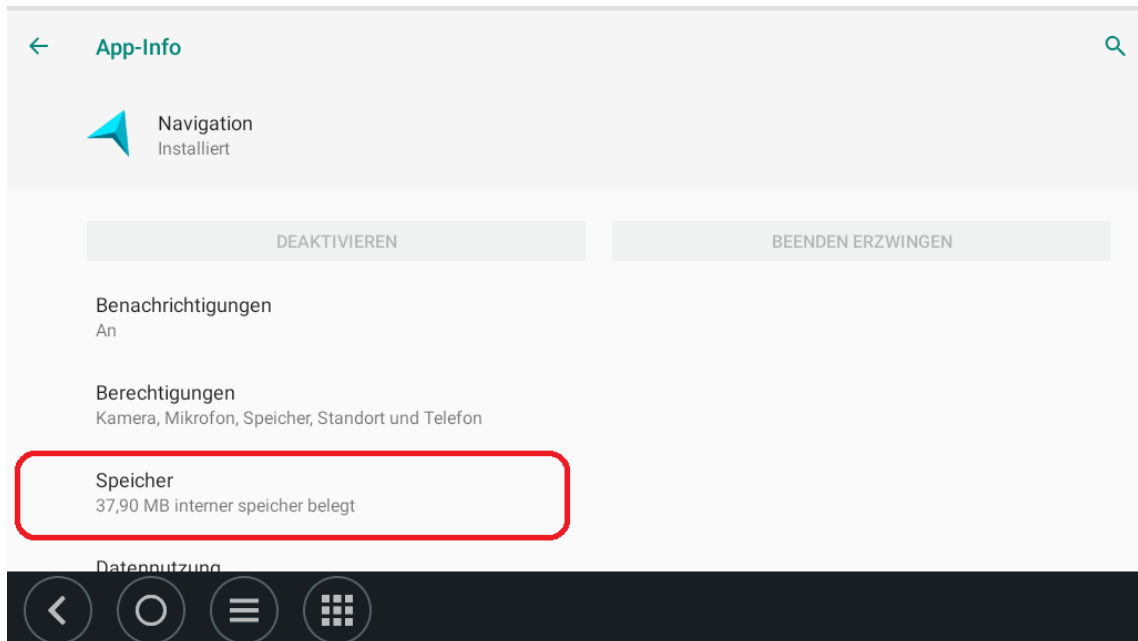 App-Info
Navigation
Installiert
DEAKTIVIEREN
BEENDEN ERZWINGEN
Benachrichtigungen
An
Berechtigungen
Kamera, Mikrofon, Speicher, Standort und Telefon
Speicher
37,90 MB interner speicher belegt
Datennutzung